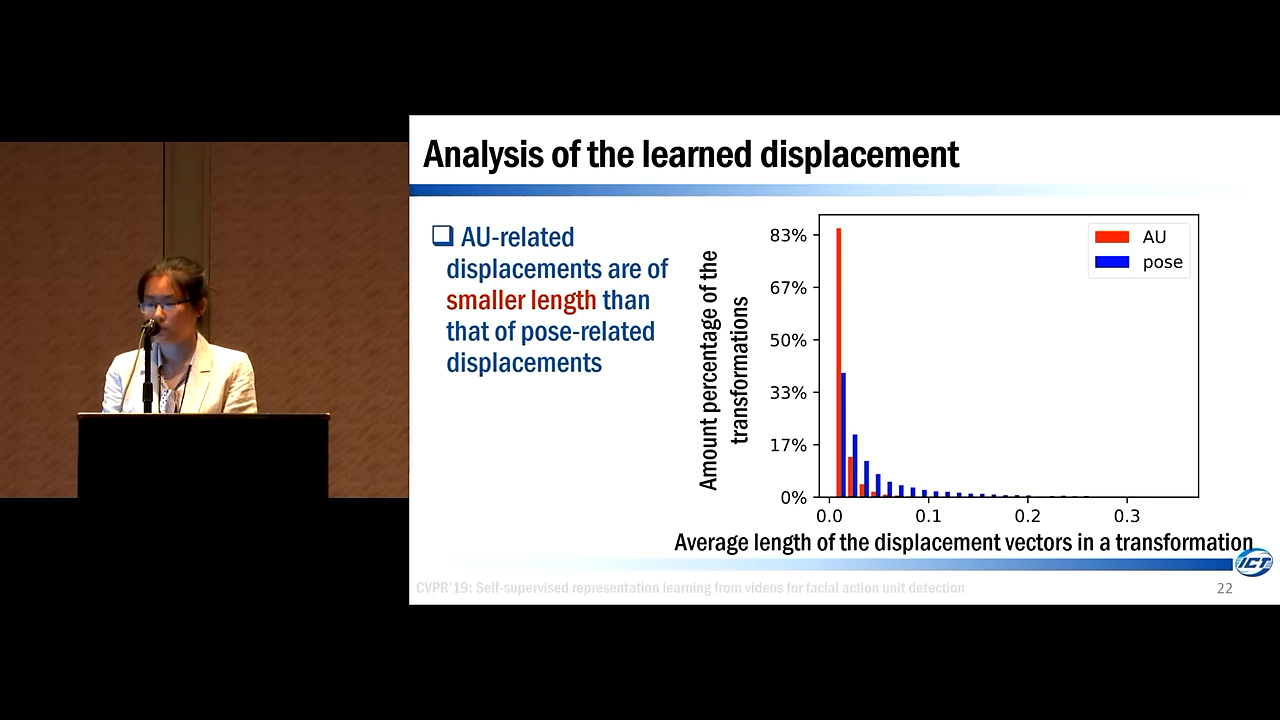 Analysis of the learned displacement
❑ AU-related
displacements are of
smaller length than
that of pose-related
displacements
Amount percentage of the
transformations
83%
67%
50%
33%
17%
0%
AU
pose
0.0 0.1 0.2 0.3
Average length of the displacement vectors in a transformation
ICT
CVPR'19: Self-supervised representation learning from videos for facial action unit detection
22